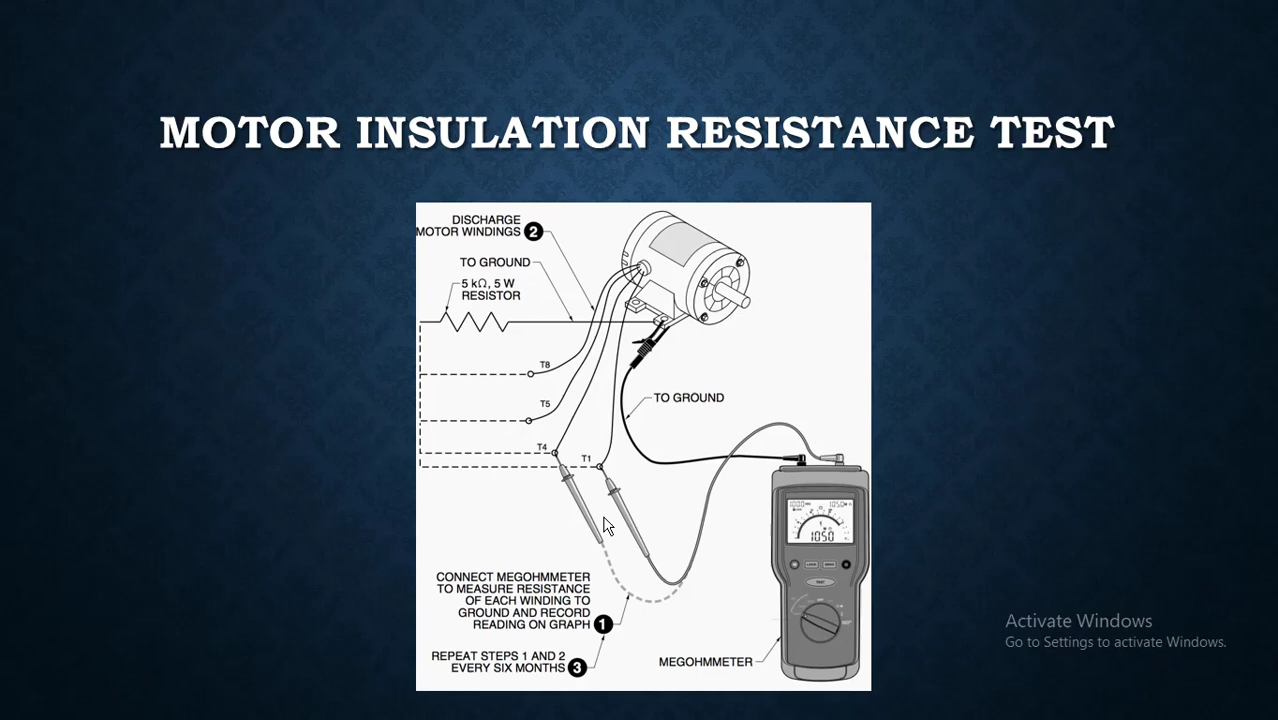 MOTOR INSULATION RESISTANCE TEST
DISCHARGE
MOTOR WINDINGS 2
TO GROUND
5 kΩ, 5 W
RESISTOR
T8
T5
T4
T1
TO GROUND
1050
TEST
CONNECT MEGOHMMETER
TO MEASURE RESISTANCE
OF EACH WINDING TO
GROUND AND RECORD
READING ON GRAPH 1
REPEAT STEPS 1 AND 2
EVERY SIX MONTHS 3
MEGOHMMETER
Activate Windows
Go to Settings to activate Windows.